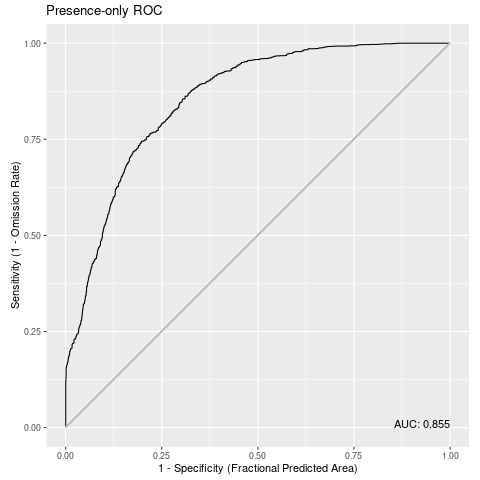 Presence-only ROC
Sensitivity (1 - Omission Rate)
1.00
0.75
0.50
0.25
0.00
AUC: 0.855
0.00 0.25 0.50 0.75 1.00
1 - Specificity (Fractional Predicted Area)